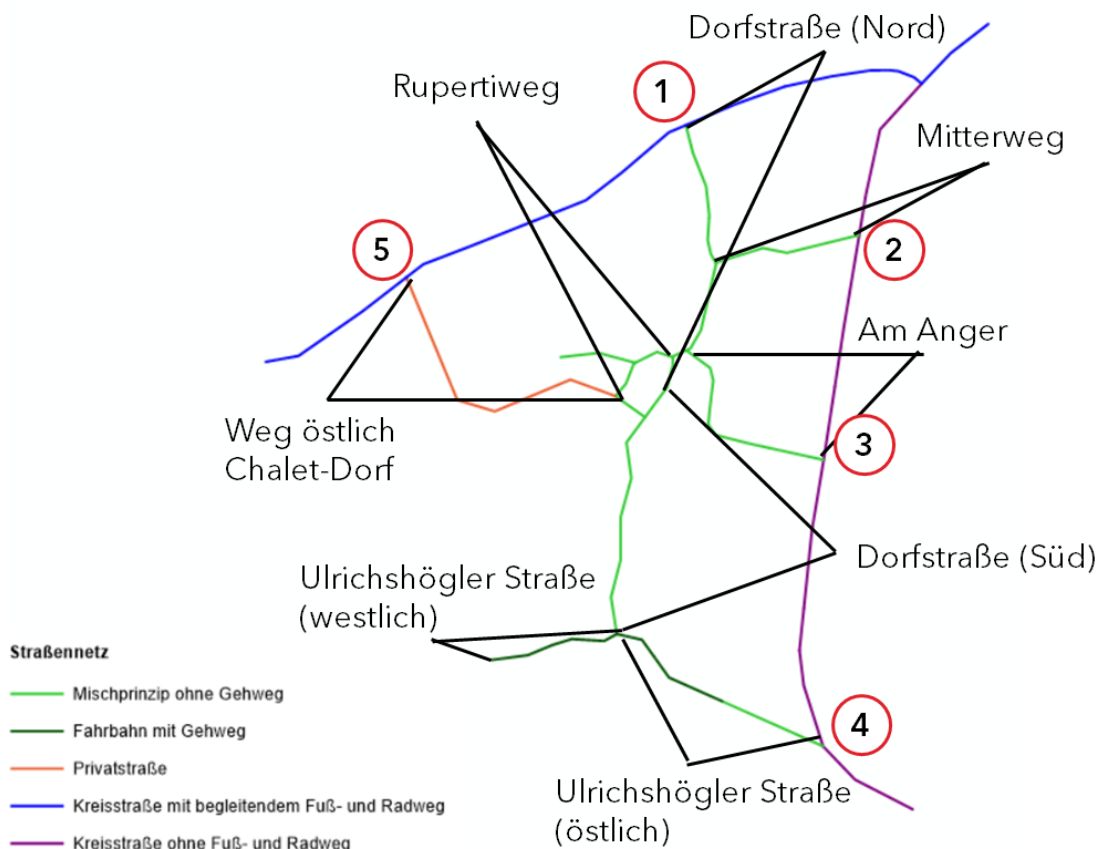 Dorfstraße (Nord)
Rupertiweg
1
Mitterweg
5
2
Am Anger
Weg östlich
Chalet-Dorf
3
Dorfstraße (Süd)
Ulrichshögler Straße
(westlich)
Straßennetz
Mischprinzip ohne Gehweg
Fahrbahn mit Gehweg
Privatstraße
Kreisstraße mit begleitendem Fuß- und Radweg
Kreisstraße ohne Fuß- und Radweg
4
Ulrichshögler Straße
(östlich)